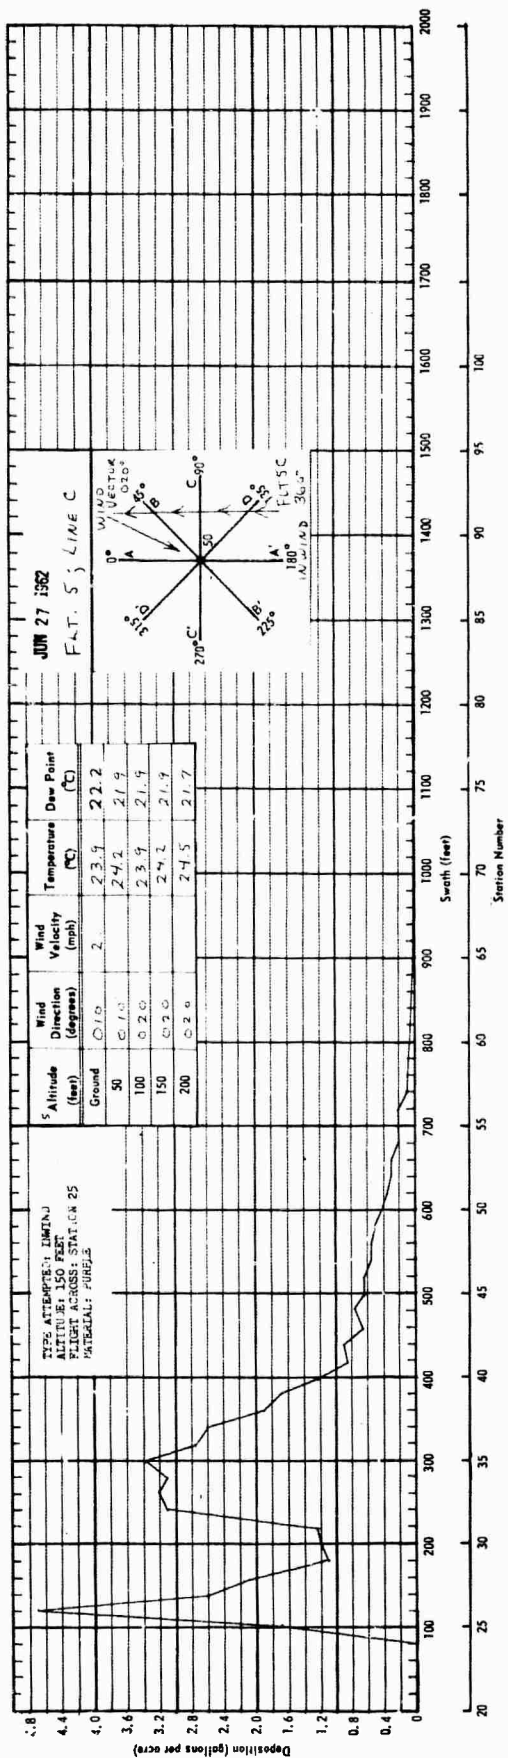 TYPE ATTEMPTED: INWIND
ALTITUDE: 150 FEET
FLIGHT ACROSS: STATION 25
MATERIAL: PURPLE
Altitude (feet) Wind Direction (degrees) Wind Velocity (mph) Temperature (°C) Dew Point (°C)
Ground 010 2 23.9 22.2
50 010 24.2 21.9
100 020 23.9 21.9
150 020 24.2 21.9
200 020 24.5 21.7
JUN 27 1962
FLT. 5; LINE C
WIND VECTOR 020°
0°
A
45°
B
C 90°
D
135°
A'
180°
B'
225°
270° C'
D'
315°
50
FLT 5C
INWIND 360°
Deposition (gallons per acre)
4.8
4.4
4.0
3.6
3.2
2.8
2.4
2.0
1.6
1.2
0.8
0.4
0
100 200 300 400 500 600 700 800 900 1000 1100 1200 1300 1400 1500 1600 1700 1800 1900 2000
Swath (feet)
20 25 30 35 40 45 50 55 60 65 70 75 80 85 90 95 100
Station Number